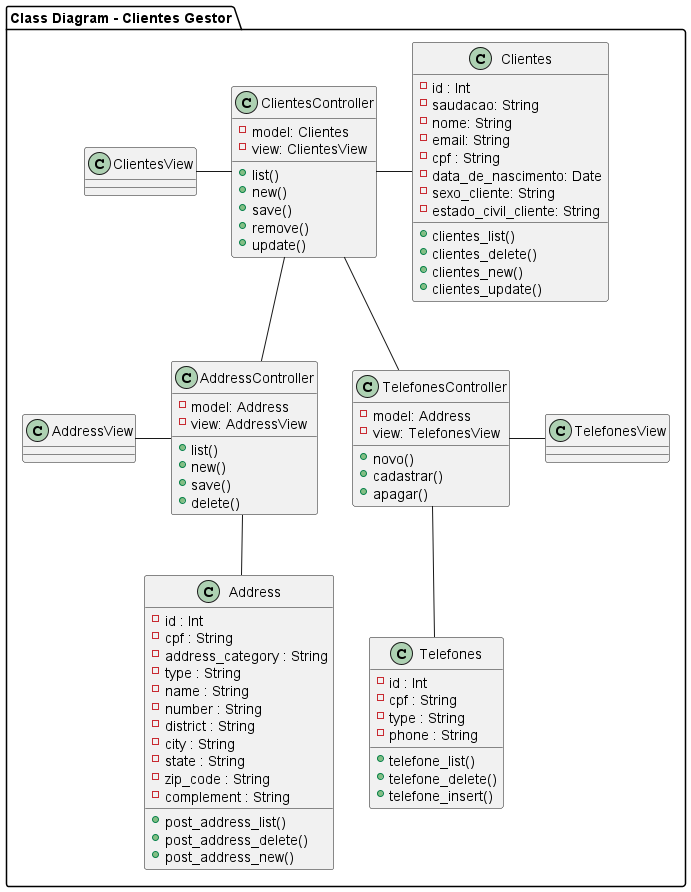 Class Diagram - Clientes Gestor
C Clientes
id : Int
saudacao: String
nome: String
email: String
cpf : String
data_de_nascimento: Date
sexo_cliente: String
estado_civil_cliente: String
clientes_list()
clientes_delete()
clientes_new()
clientes_update()
C ClientesController
model: Clientes
view: ClientesView
list()
new()
save()
remove()
update()
C ClientesView
C AddressController
model: Address
view: AddressView
list()
new()
save()
delete()
C TelefonesController
model: Address
view: TelefonesView
novo()
cadastrar()
apagar()
C AddressView
C TelefonesView
C Address
id : Int
cpf : String
address_category : String
type : String
name : String
number : String
district : String
city : String
state : String
zip_code : String
complement : String
post_address_list()
post_address_delete()
post_address_new()
C Telefones
id : Int
cpf : String
type : String
phone : String
telefone_list()
telefone_delete()
telefone_insert()